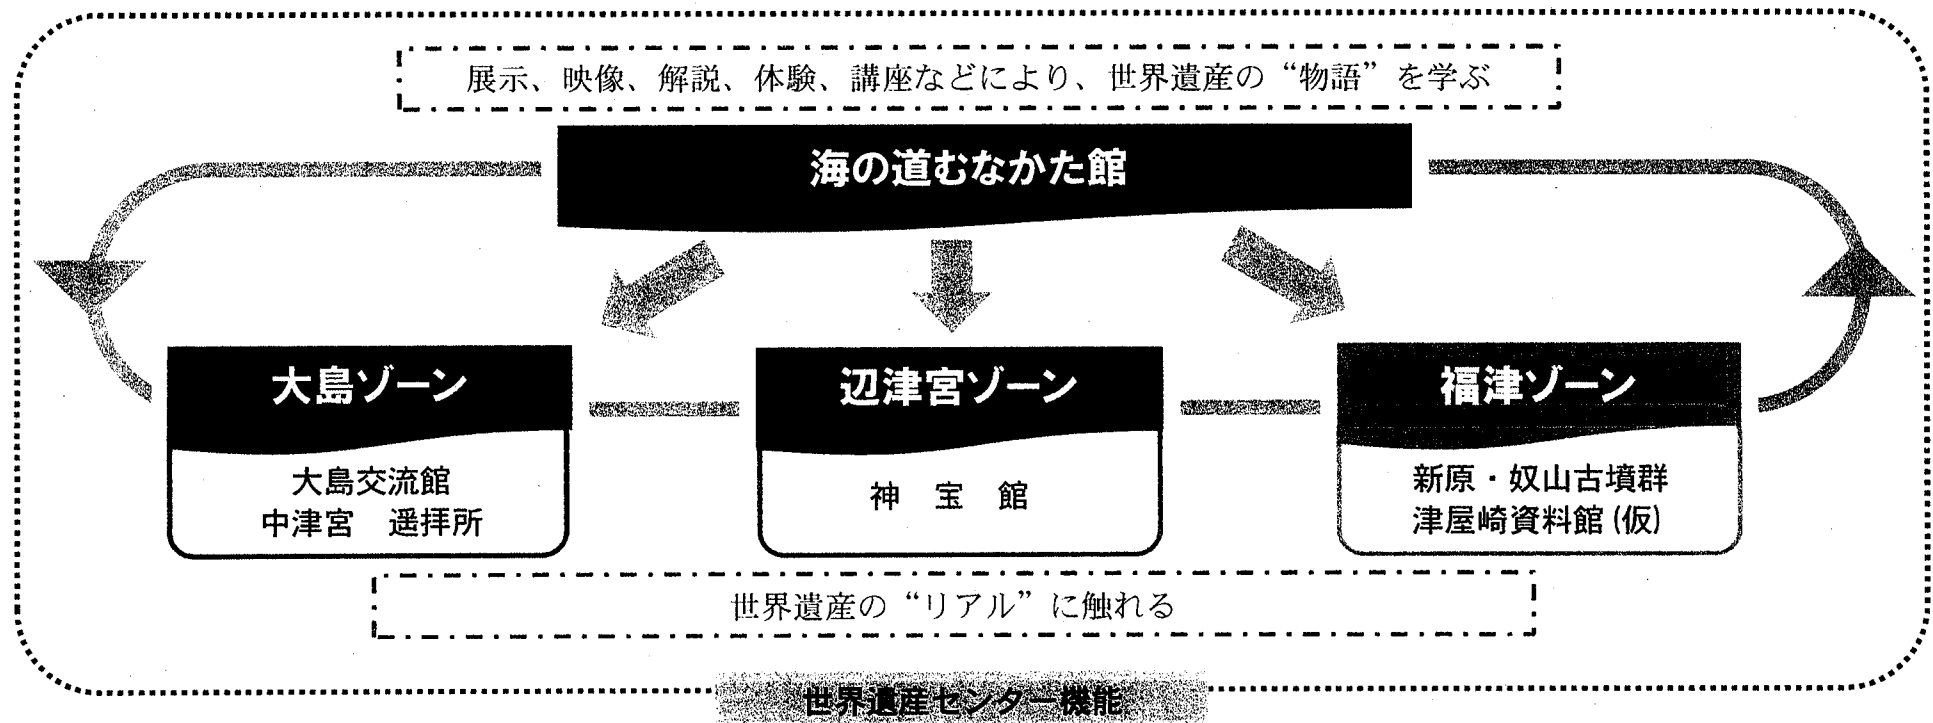 展示、映像、解説、体験、講座などにより、世界遺産の“物語”を学ぶ
海の道むなかた館
大島ゾーン
大島交流館
中津宮　遥拝所
辺津宮ゾーン
神　宝　館
福津ゾーン
新原・奴山古墳群
津屋崎資料館(仮)
世界遺産の“リアル”に触れる
世界遺産センター機能